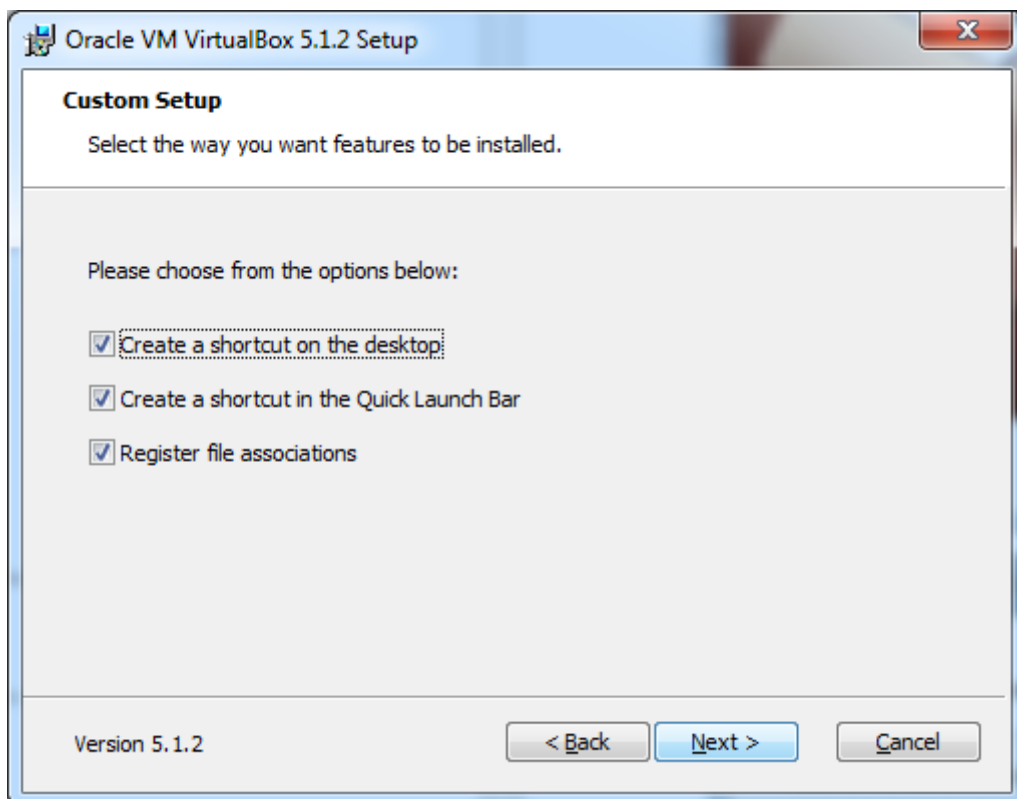 Oracle VM VirtualBox 5.1.2 Setup
Custom Setup
Select the way you want features to be installed.
Please choose from the options below:
Create a shortcut on the desktop
Create a shortcut in the Quick Launch Bar
Register file associations
Version 5.1.2
< Back
Next >
Cancel